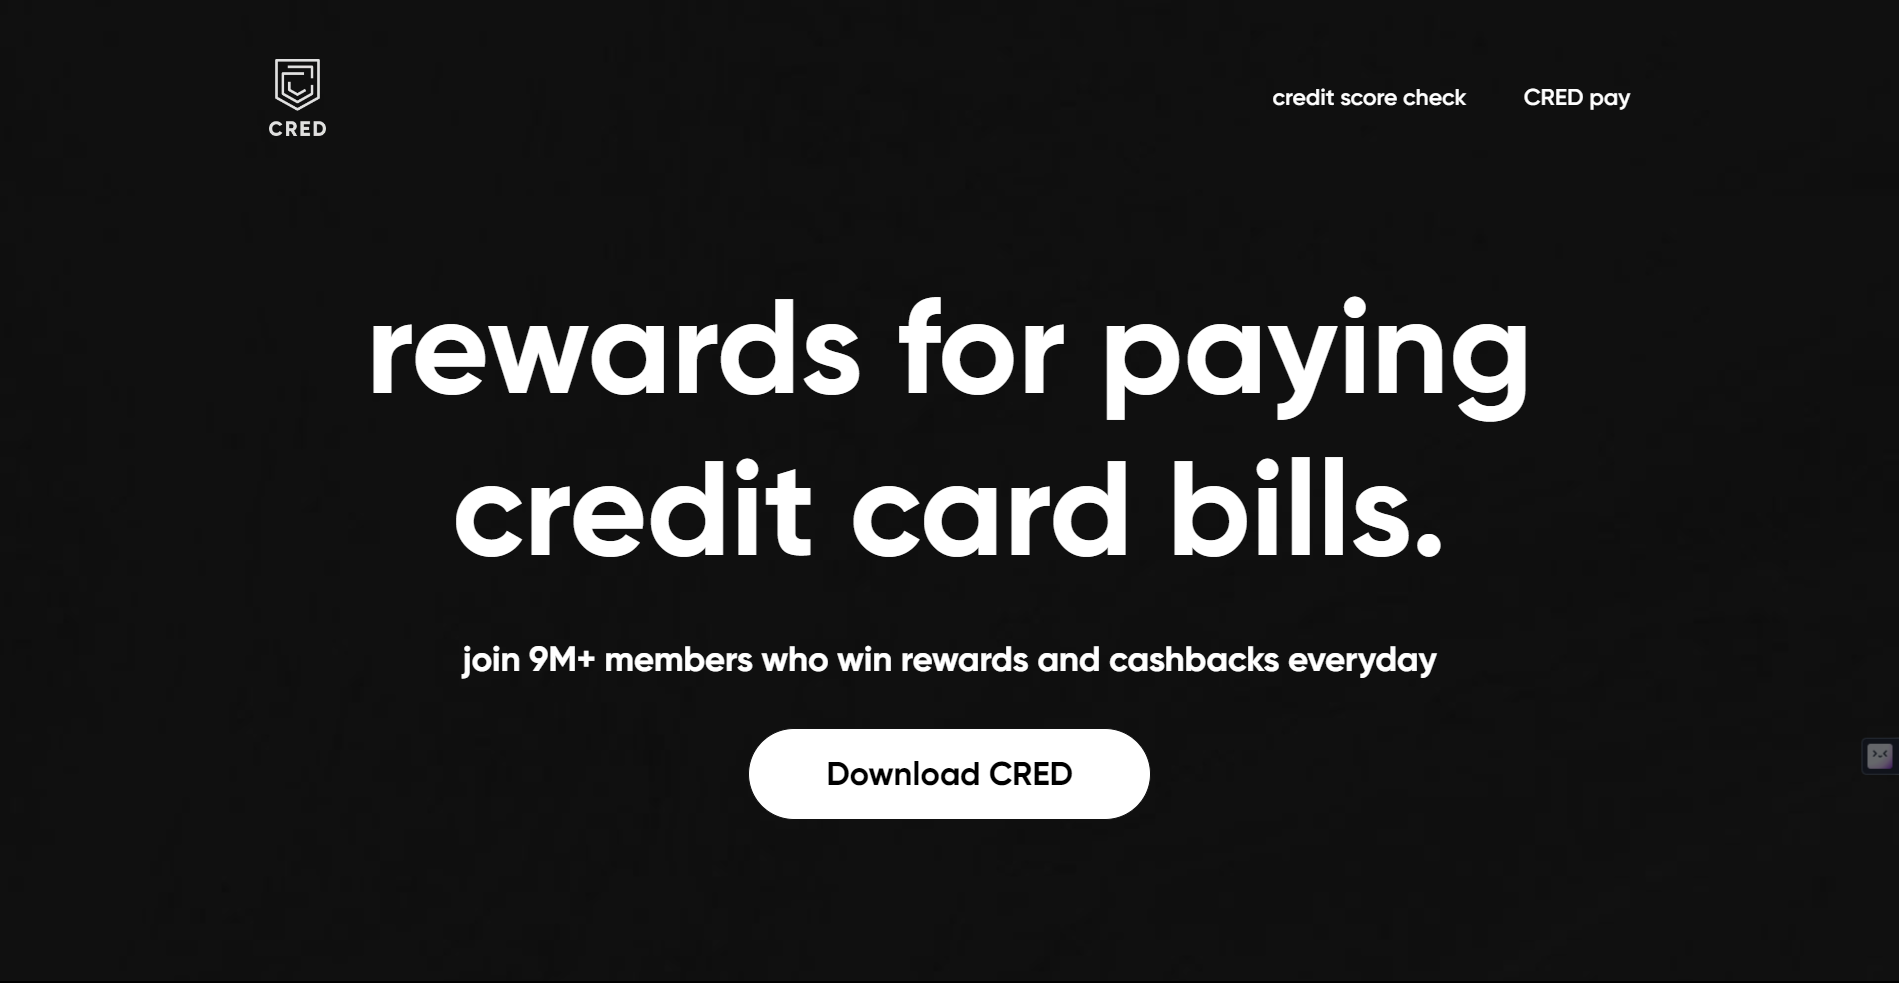 CRED
credit score check
CRED pay
rewards for paying
credit card bills.
join 9M+ members who win rewards and cashbacks everyday
Download CRED